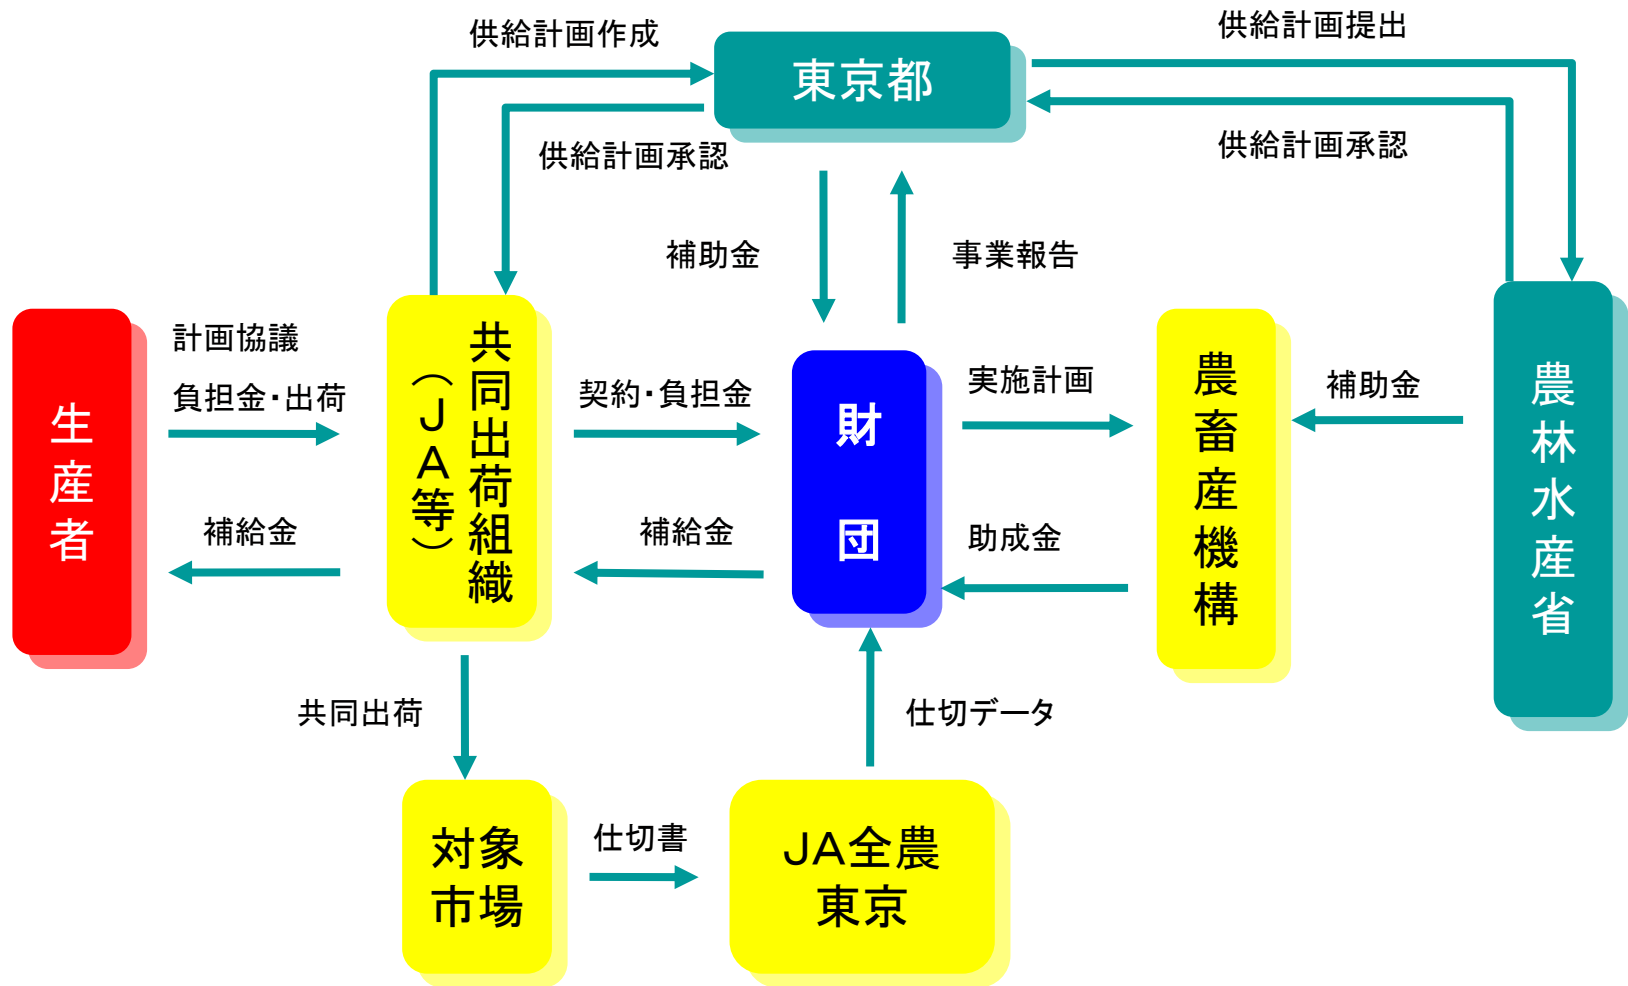 供給計画作成
東京都
供給計画提出
供給計画承認
供給計画承認
補助金
事業報告
生産者
計画協議
負担金・出荷
補給金
共同出荷組織
（ＪＡ等）
契約・負担金
補給金
財団
実施計画
助成金
農畜産機構
補助金
農林水産省
共同出荷
仕切データ
対象
市場
仕切書
ＪＡ全農
東京